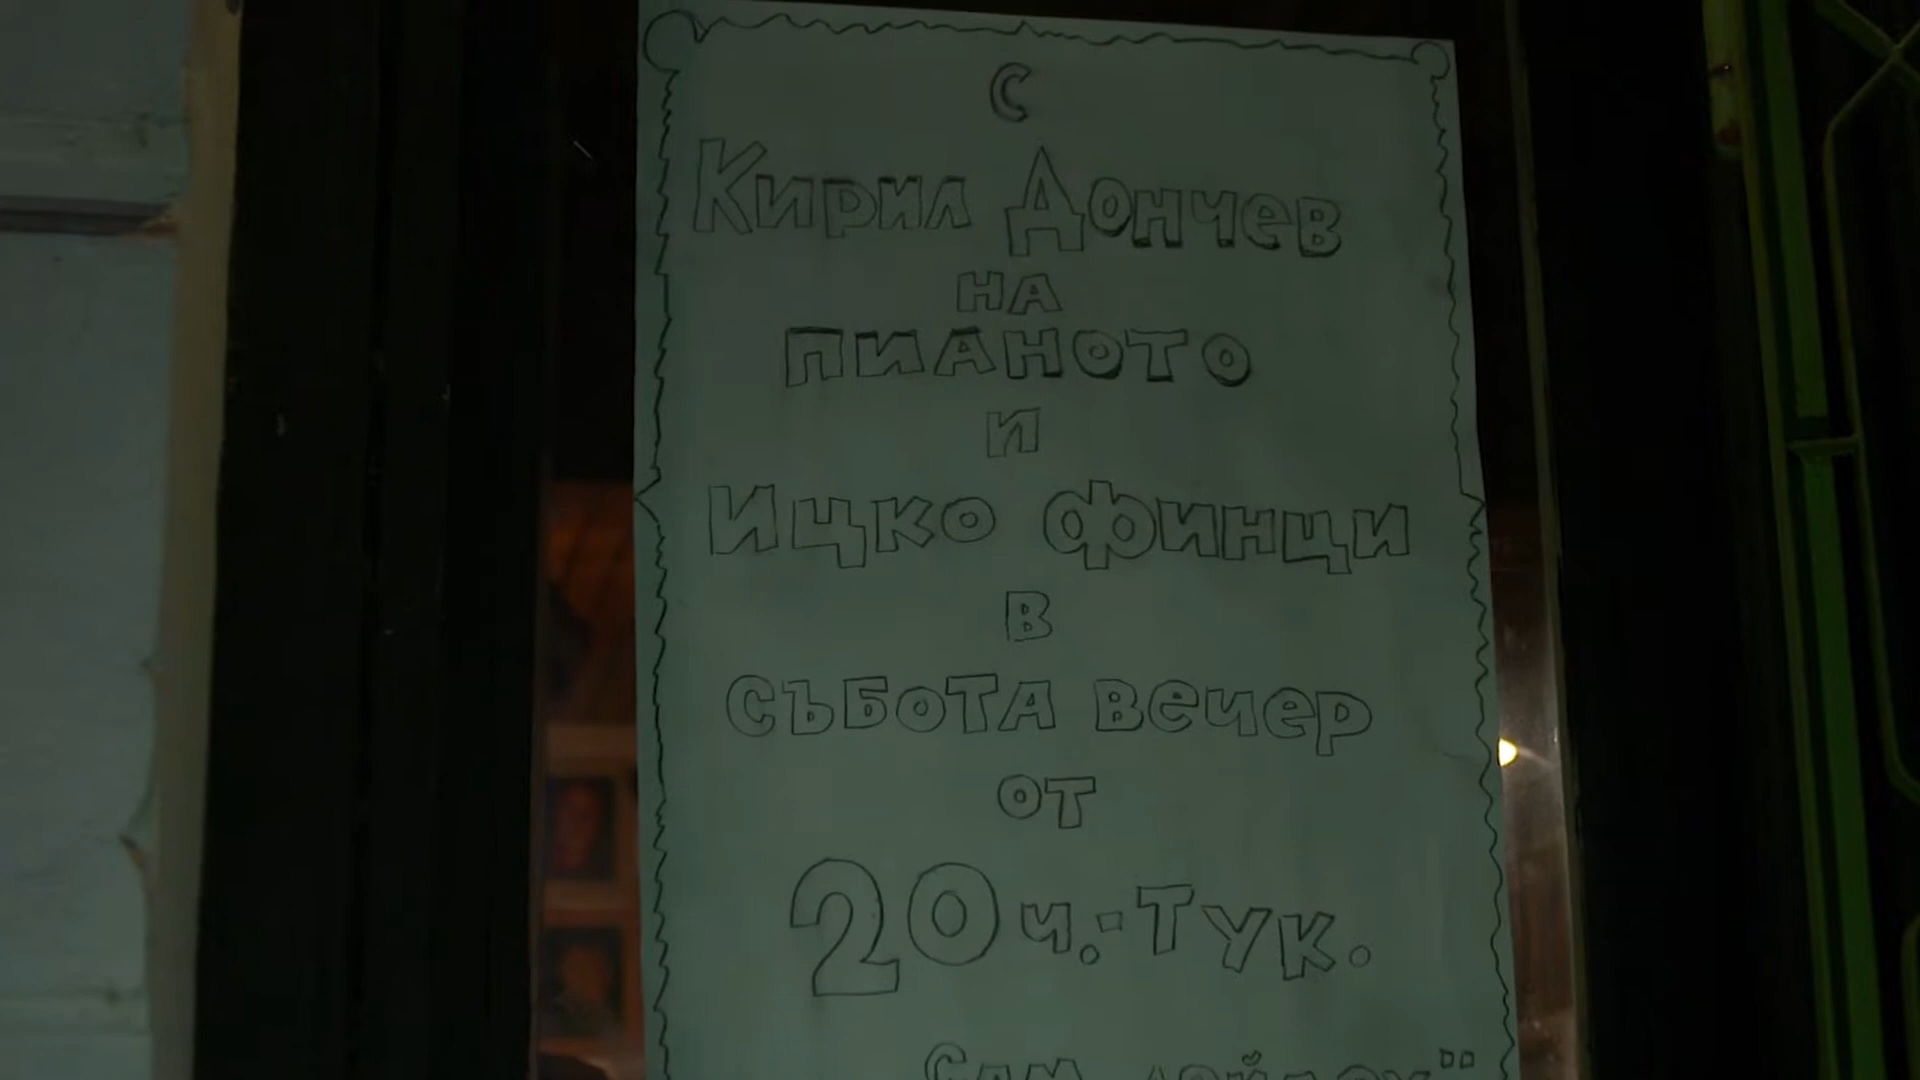 с
Кирил Дончев
на
пианото
и
Ицко Финци
в
събота вечер
от
20 ч.-тук.